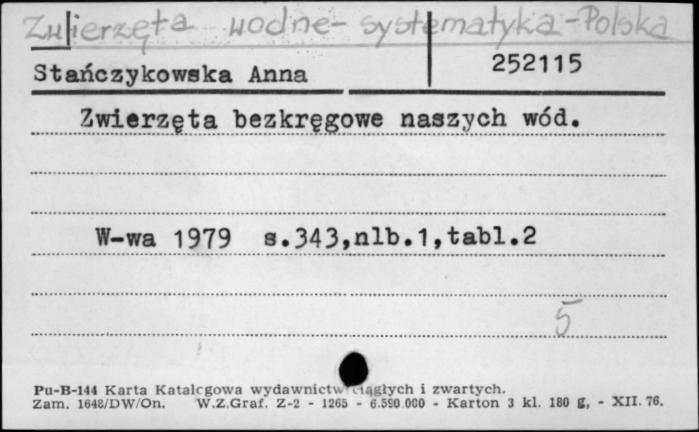 Zwierzęta wodne - systematyka - Polska
Stańczykowska Anna 252115
Zwierzęta bezkręgowe naszych wód.
W-wa 1979 s.343,nlb.1,tabl.2
5
Pu-B-144 Karta Katalogowa wydawnictw ciągłych i zwartych.
Zam. 1648/DW/On. W.Z.Graf. Z-2 - 1265 - 6.590.000 - Karton 3 kl. 180 g, - XII. 76.